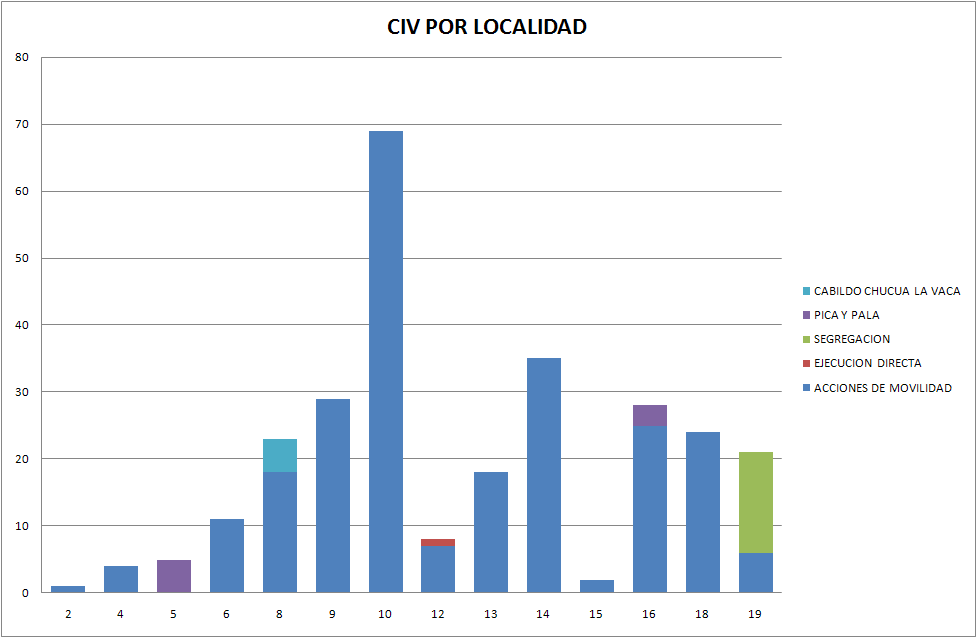 CIV POR LOCALIDAD
80
70
60
50
40
30
20
10
0
2 4 5 6 8 9 10 12 13 14 15 16 18 19
CABILDO CHUCUA LA VACA
PICA Y PALA
SEGREGACION
EJECUCION DIRECTA
ACCIONES DE MOVILIDAD